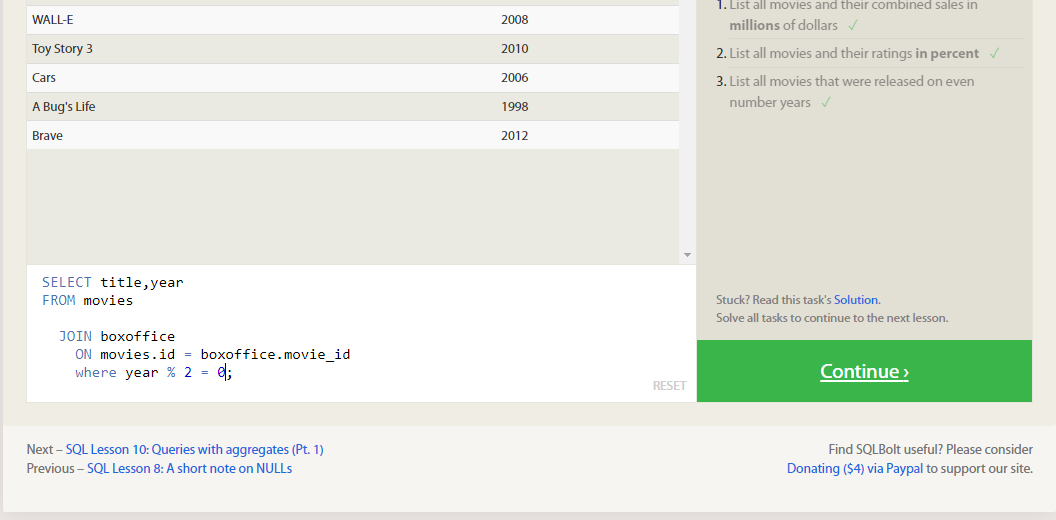 WALL-E 2008
Toy Story 3 2010
Cars 2006
A Bug's Life 1998
Brave 2012
SELECT title,year
FROM movies
JOIN boxoffice
ON movies.id = boxoffice.movie_id
where year % 2 = 0;
RESET
1. List all movies and their combined sales in
millions of dollars ✓
2. List all movies and their ratings in percent ✓
3. List all movies that were released on even
number years ✓
Stuck? Read this task's Solution.
Solve all tasks to continue to the next lesson.
Continue ›
Next – SQL Lesson 10: Queries with aggregates (Pt. 1)
Previous – SQL Lesson 8: A short note on NULLs
Find SQLBolt useful? Please consider
Donating ($4) via Paypal to support our site.